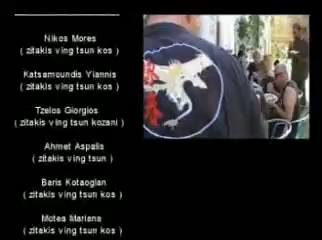 Nikos Mores
( zitakis ving tsun kos )
Katsamoundis Yiannis
( zitakis ving tsun kos )
Tzelos Giorgios
( zitakis ving tsun kozani )
Ahmet Aspalis
( zitakis ving tsun )
Baris Kotaoglan
( zitakis ving tsun kos )
Motea Mariana
( zitakis ving tsun kos )